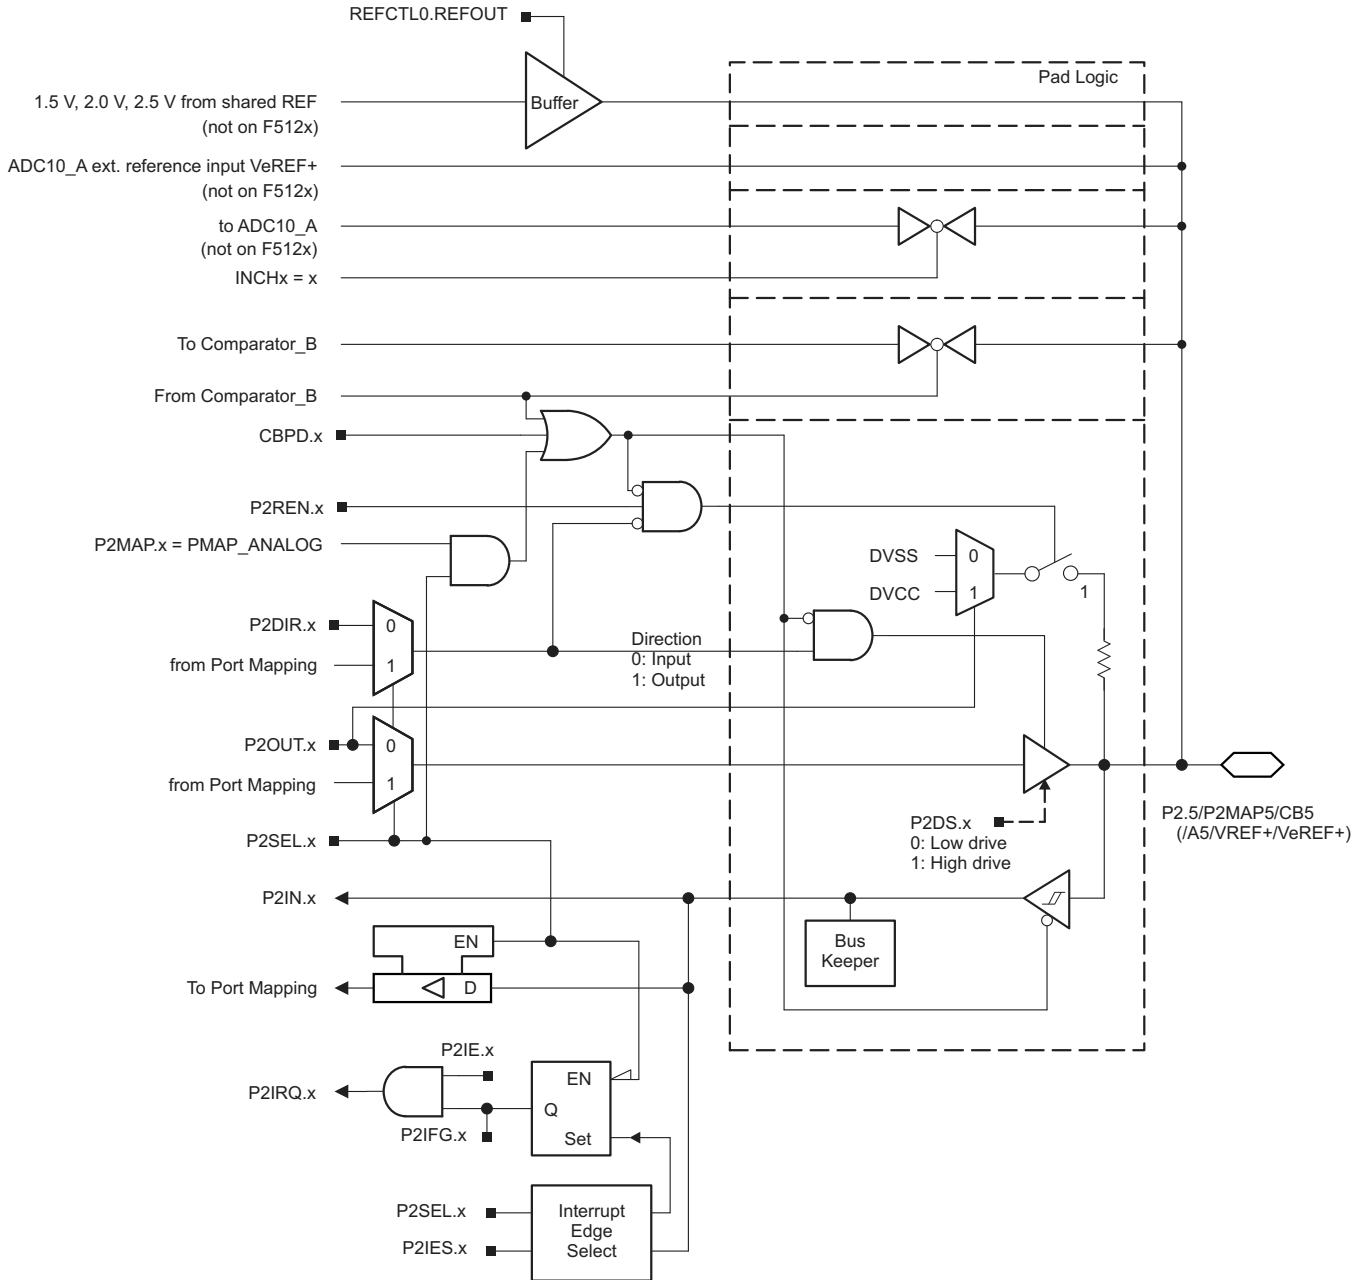 REFCTL0.REFOUT
Pad Logic
Buffer
1.5 V, 2.0 V, 2.5 V from shared REF
(not on F512x)
ADC10_A ext. reference input VeREF+
(not on F512x)
to ADC10_A
(not on F512x)
INCHx = x
To Comparator_B
From Comparator_B
CBPD.x
P2REN.x
P2MAP.x = PMAP_ANALOG
DVSS
0
DVCC
1
1
P2DIR.x
0
from Port Mapping
1
Direction
0: Input
1: Output
P2OUT.x
0
from Port Mapping
1
P2SEL.x
P2DS.x
0: Low drive
1: High drive
P2.5/P2MAP5/CB5
(/A5/VREF+/VeREF+)
P2IN.x
Bus
Keeper
EN
To Port Mapping
D
P2IE.x
P2IRQ.x
EN
Q
P2IFG.x
Set
P2SEL.x
P2IES.x
Interrupt
Edge
Select